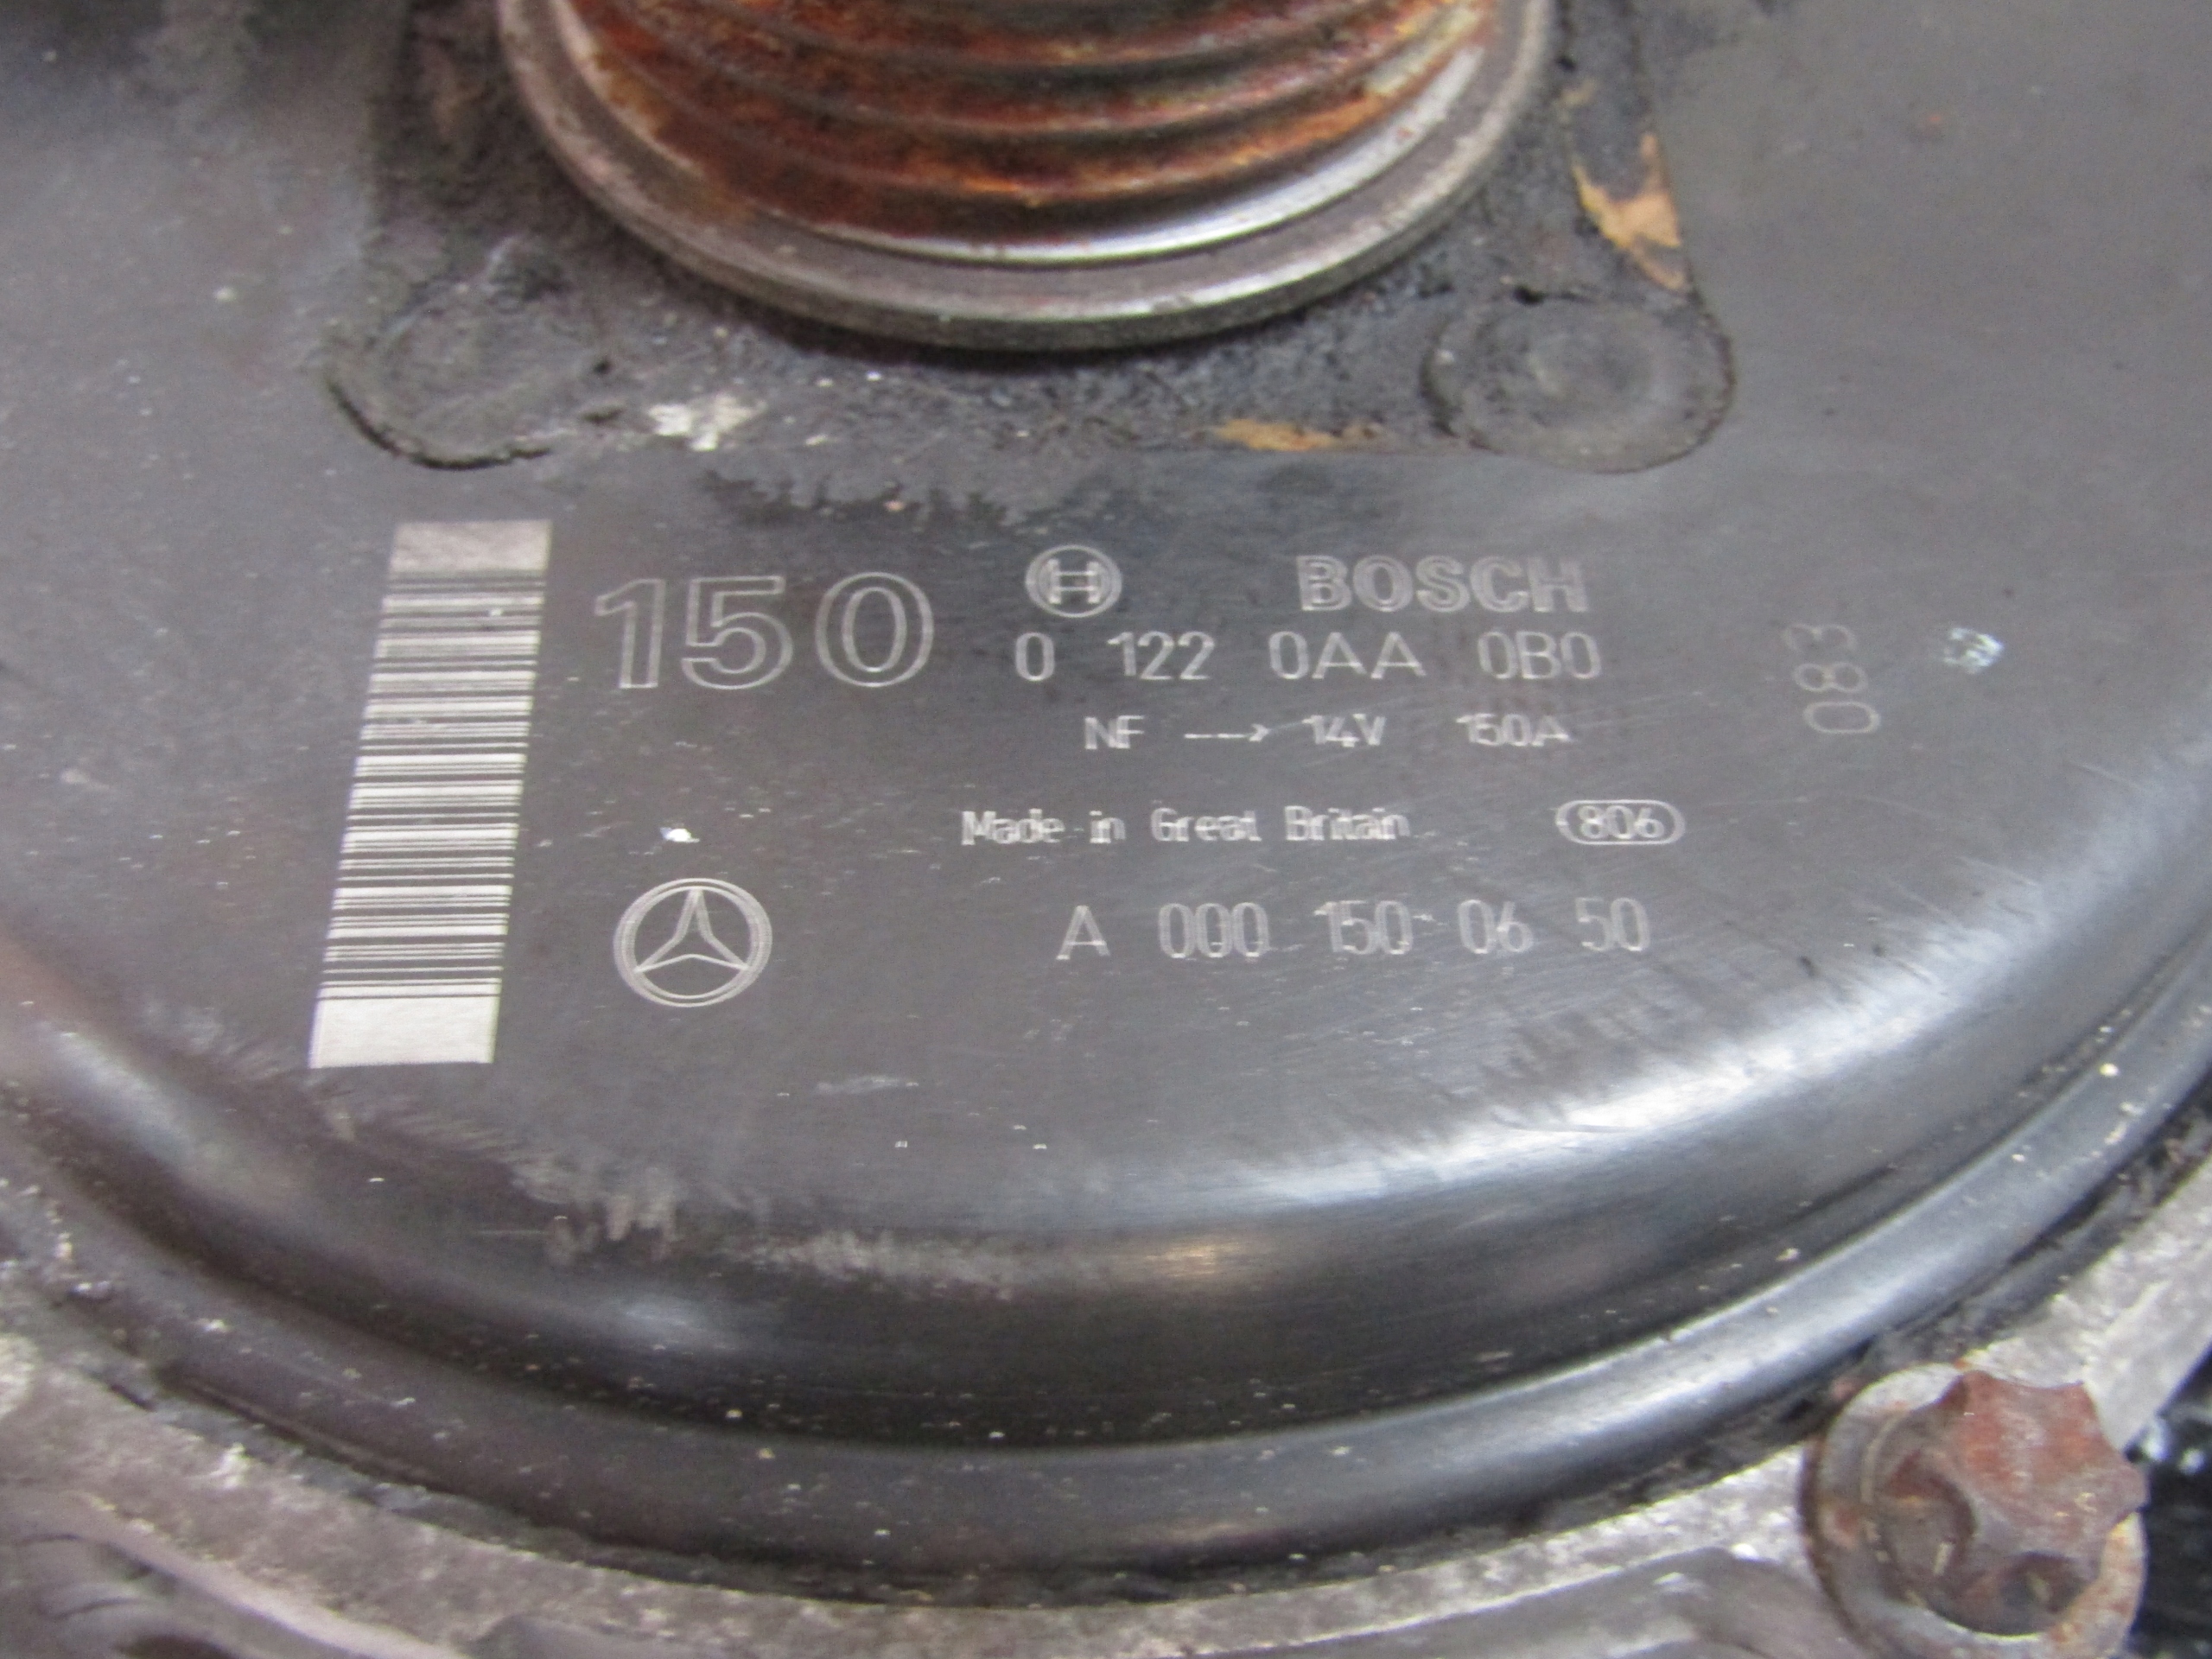 150
BOSCH
0 122 0AA 0B0
NF → 14V 150A
083
Made in Great Britain 806
A 000 150 06 50